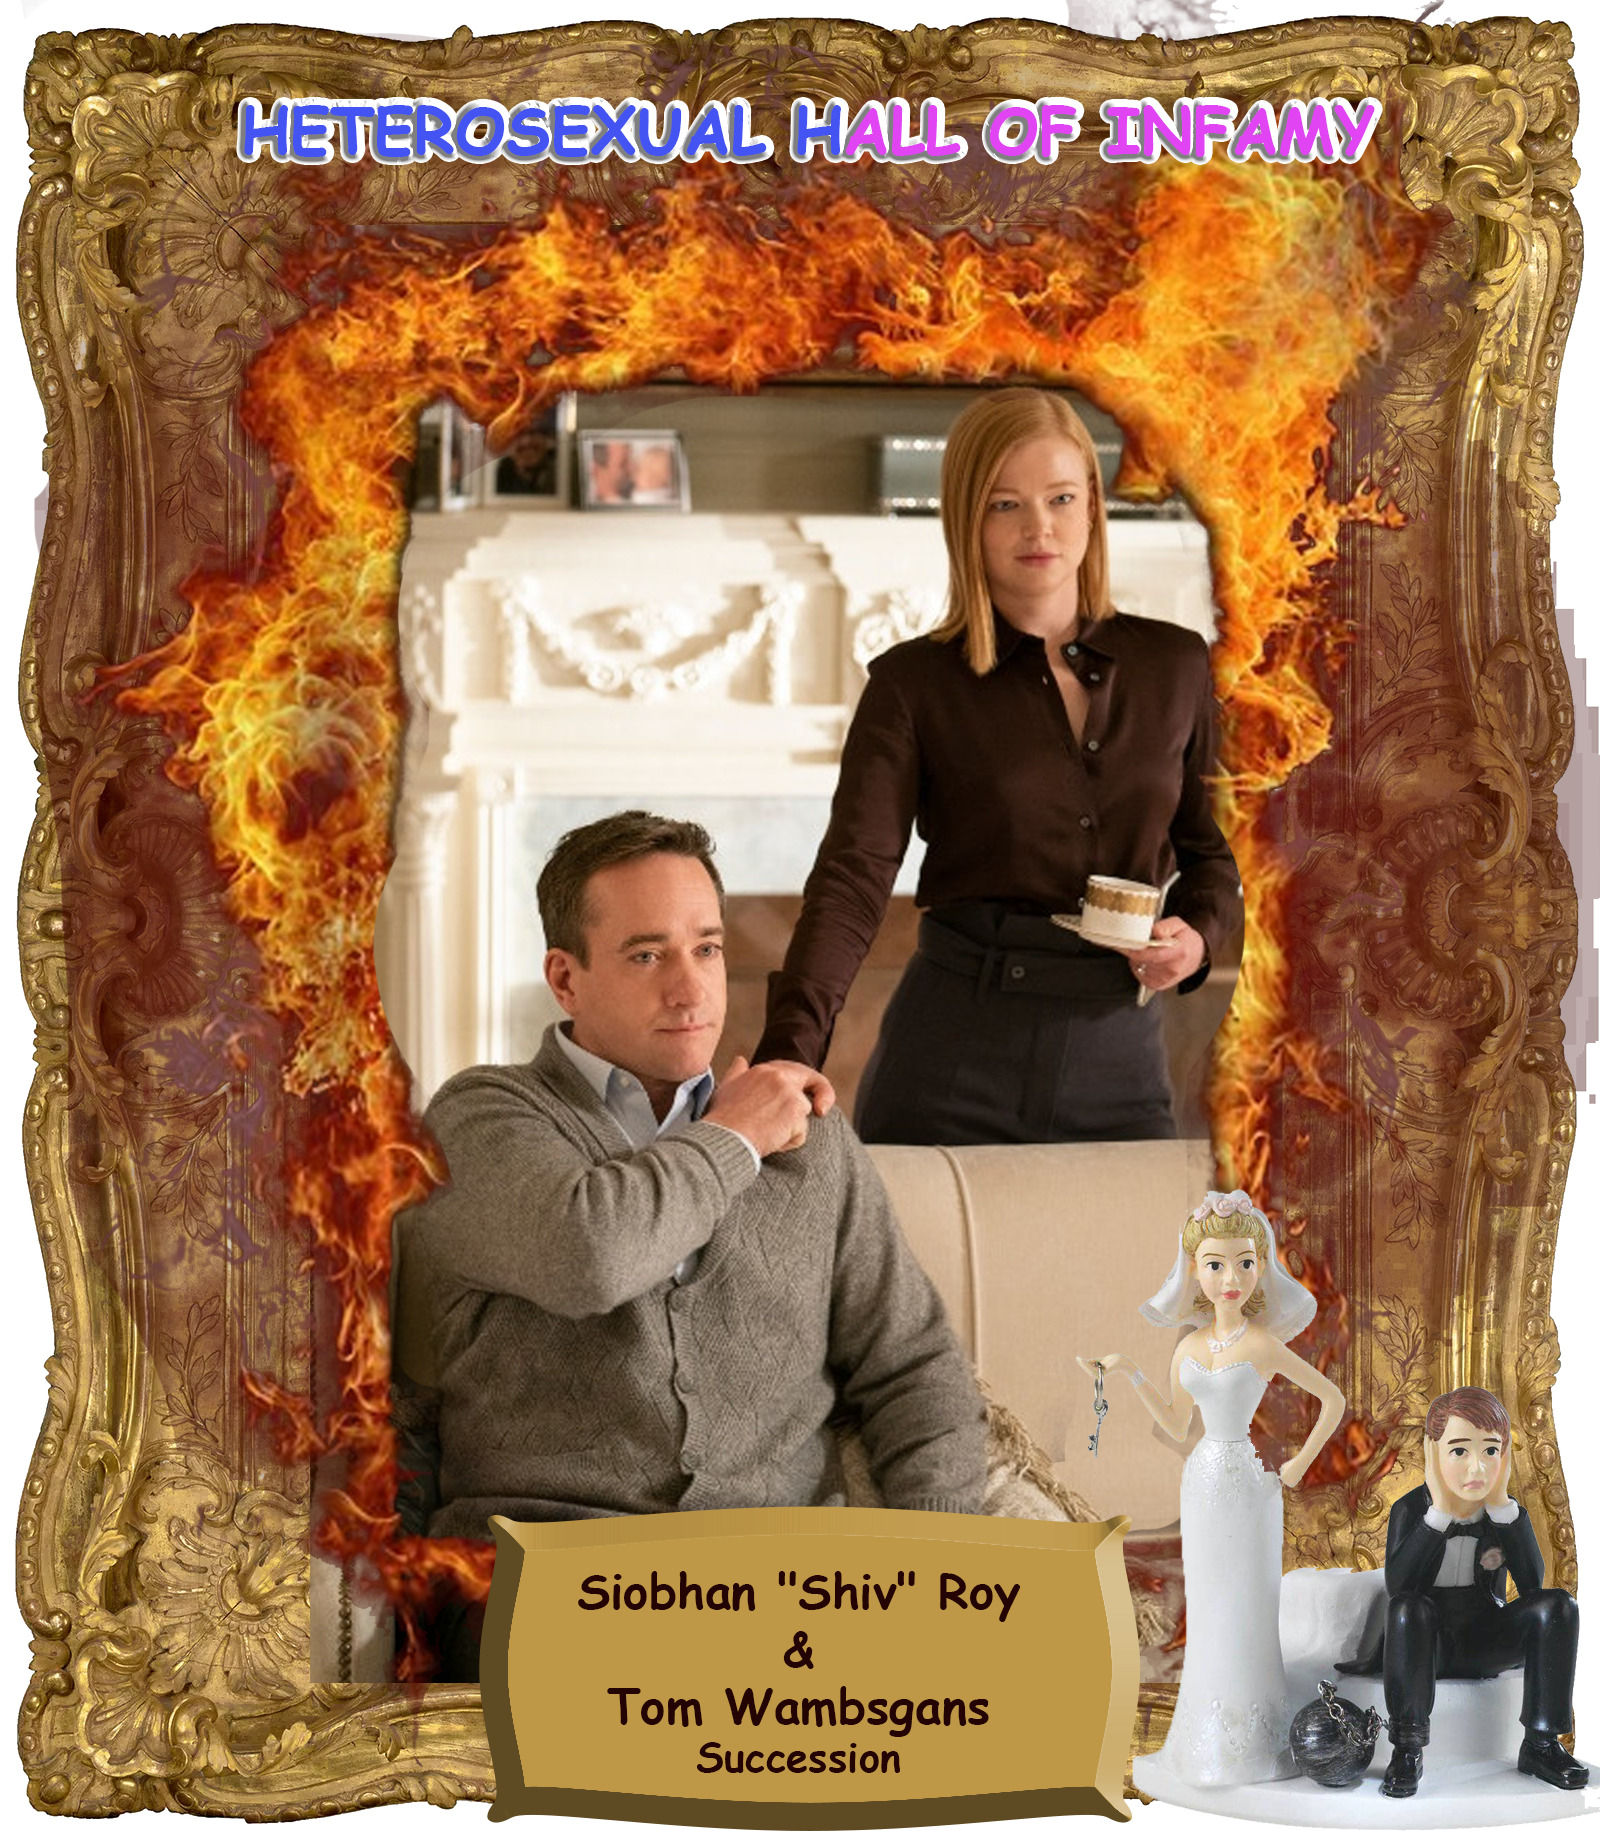 HETEROSEXUAL HALL OF INFAMY
Siobhan "Shiv" Roy
&
Tom Wambsgans
Succession